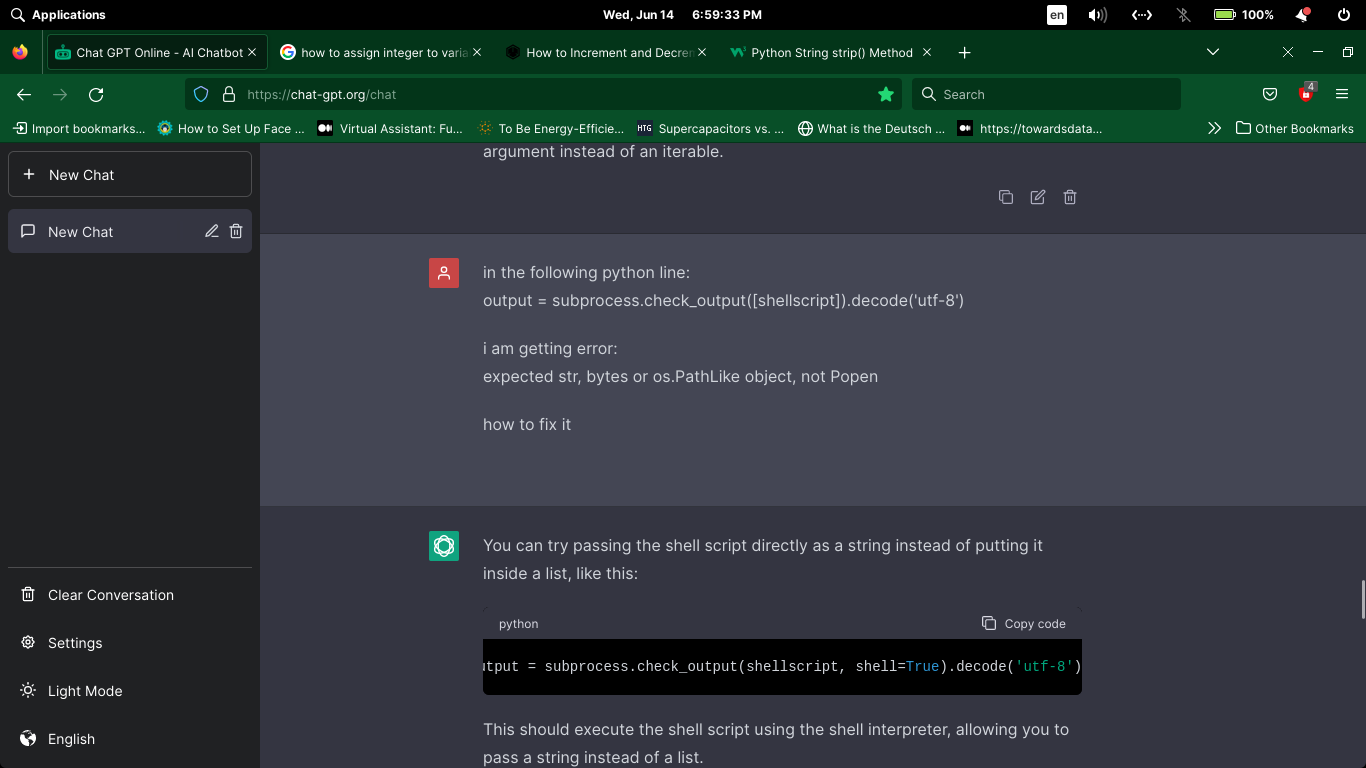 Applications
Wed, Jun 14 6:59:33 PM
en
100%
Chat GPT Online - AI Chatbot
how to assign integer to varia
How to Increment and Decren
Python String strip() Method
https://chat-gpt.org/chat
Search
4
Import bookmarks...
How to Set Up Face ...
Virtual Assistant: Fu...
To Be Energy-Efficie...
HTG Supercapacitors vs. ...
What is the Deutsch ...
https://towardsdata...
Other Bookmarks
New Chat
New Chat
Clear Conversation
Settings
Light Mode
English
argument instead of an iterable.
in the following python line:
output = subprocess.check_output([shellscript]).decode('utf-8')
i am getting error:
expected str, bytes or os.PathLike object, not Popen
how to fix it
You can try passing the shell script directly as a string instead of putting it
inside a list, like this:
python
Copy code
utput = subprocess.check_output(shellscript, shell=True).decode('utf-8')
This should execute the shell script using the shell interpreter, allowing you to
pass a string instead of a list.